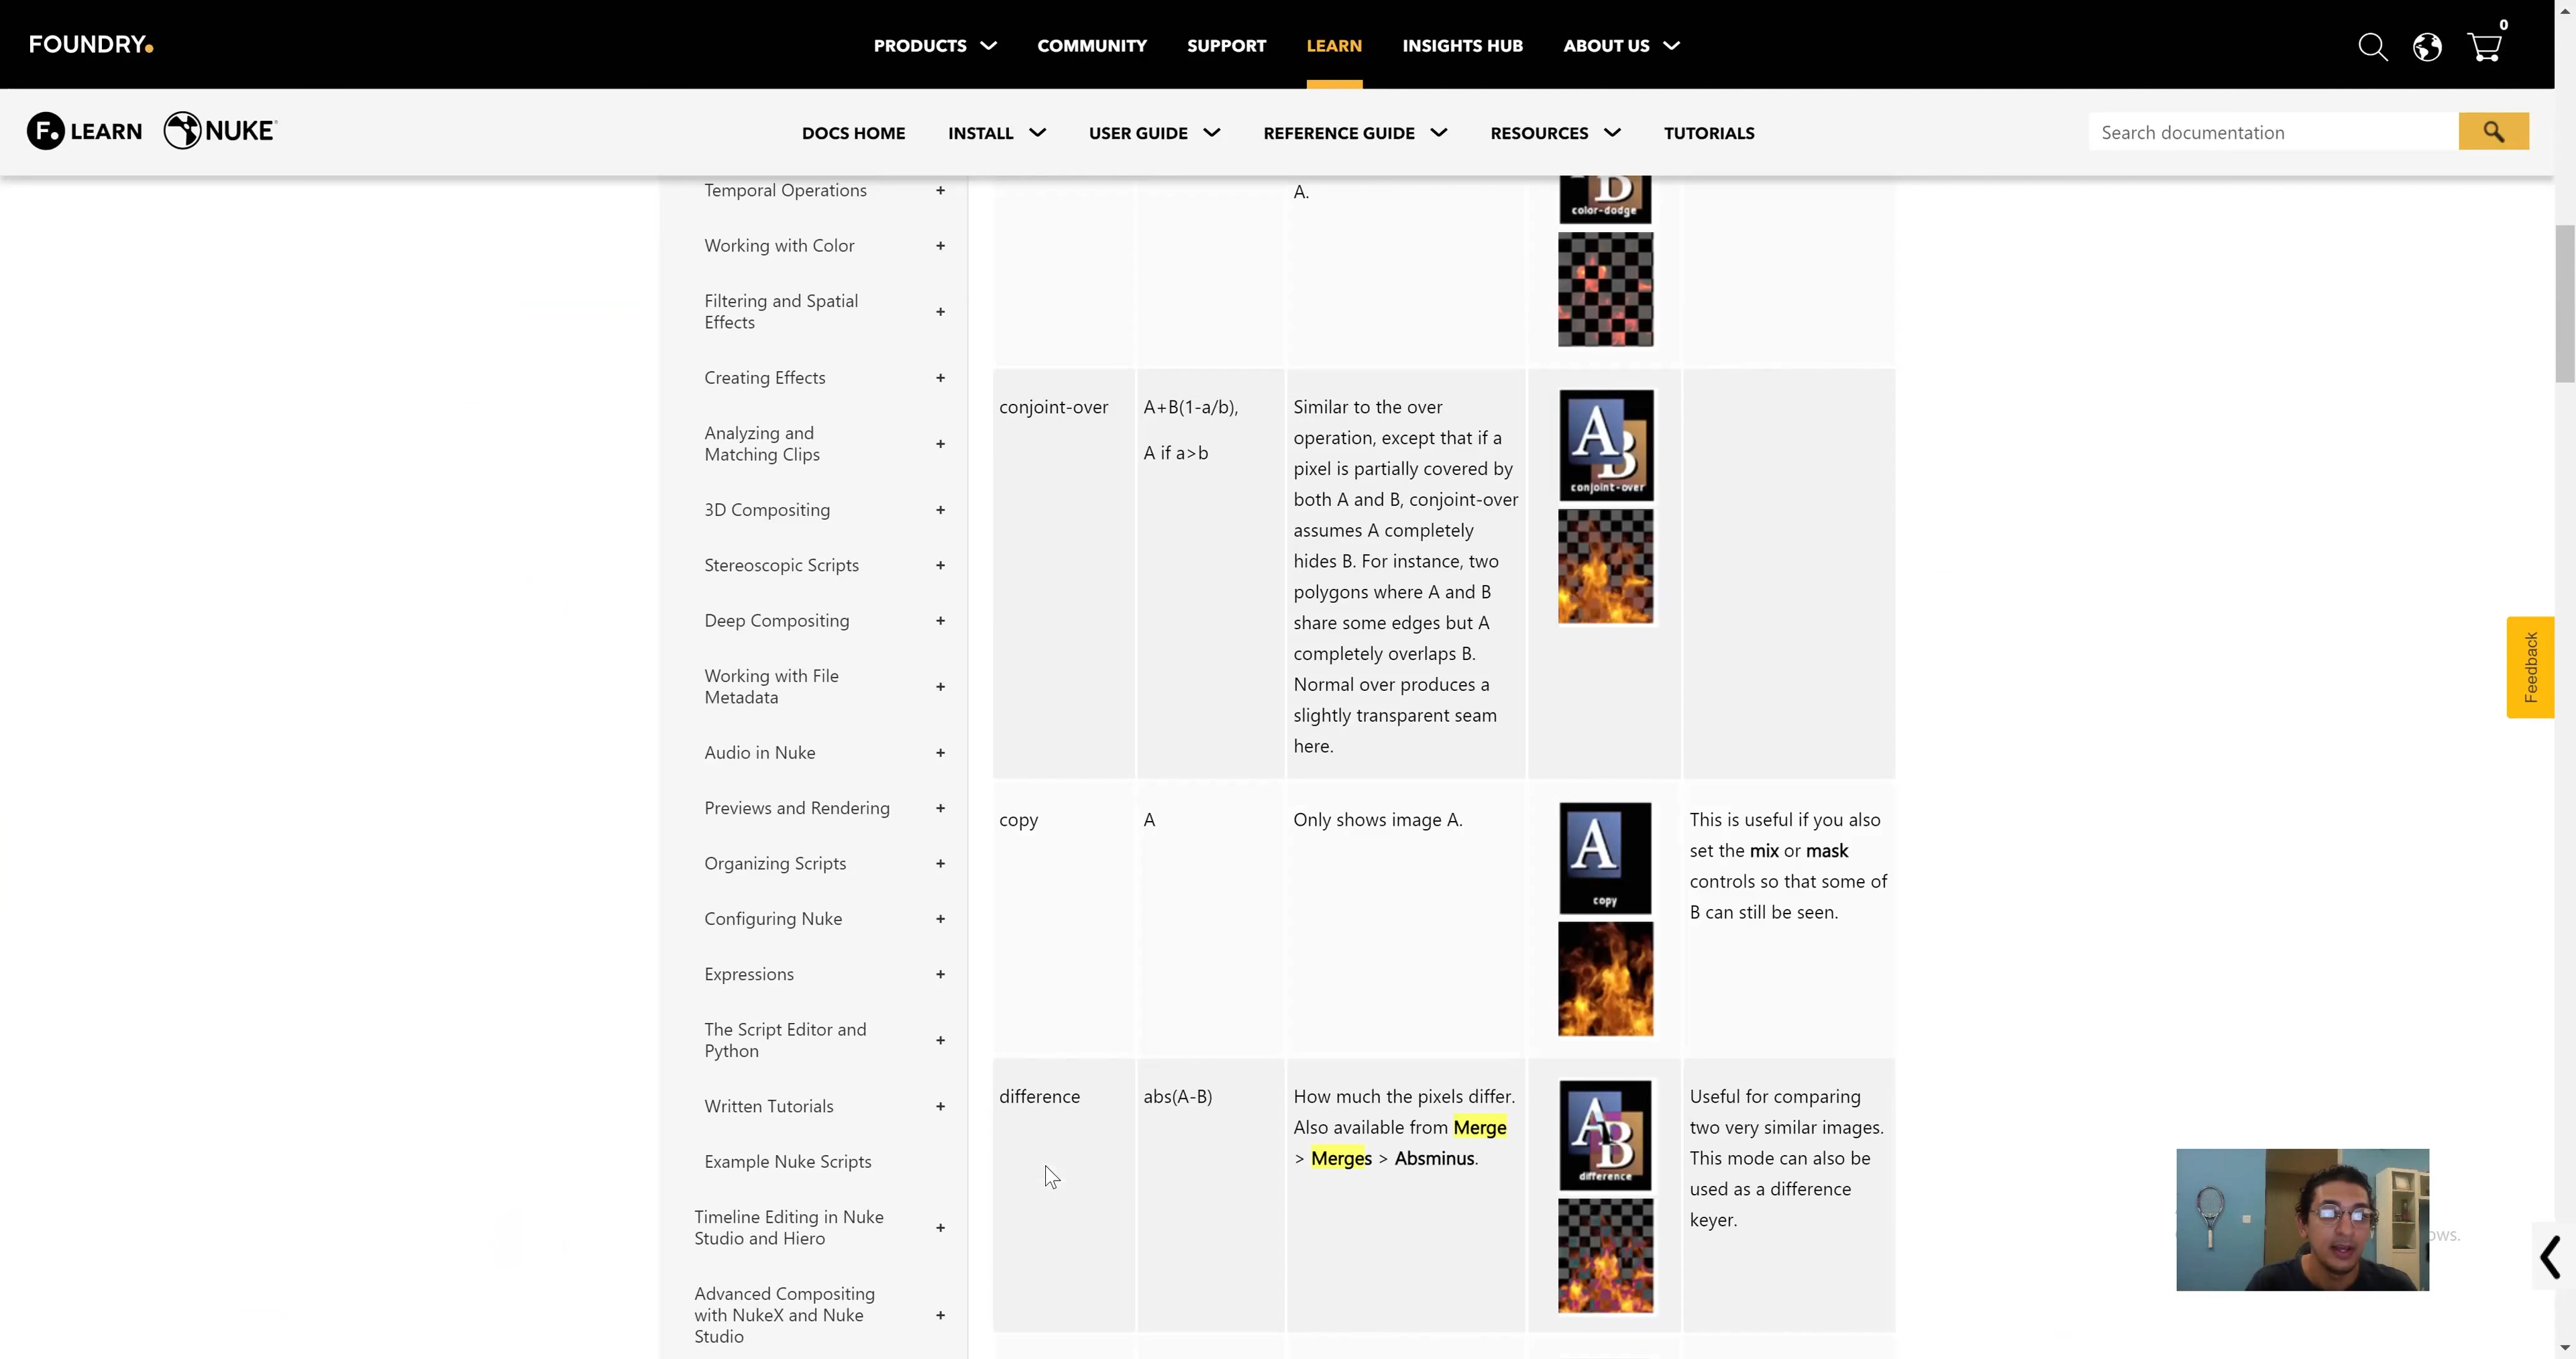 FOUNDRY.
PRODUCTS
COMMUNITY
SUPPORT
LEARN
INSIGHTS HUB
ABOUT US
0
F. LEARN
NUKE
DOCS HOME
INSTALL
USER GUIDE
REFERENCE GUIDE
RESOURCES
TUTORIALS
Search documentation
Temporal Operations +
Working with Color +
Filtering and Spatial
Effects +
Creating Effects +
Analyzing and
Matching Clips +
3D Compositing +
Stereoscopic Scripts +
Deep Compositing +
Working with File
Metadata +
Audio in Nuke +
Previews and Rendering +
Organizing Scripts +
Configuring Nuke +
Expressions +
The Script Editor and
Python +
Written Tutorials +
Example Nuke Scripts
Timeline Editing in Nuke
Studio and Hiero +
Advanced Compositing
with NukeX and Nuke
Studio +
A.
B
color-dodge
conjoint-over
A+B(1-a/b),
A if a>b
Similar to the over
operation, except that if a
pixel is partially covered by
both A and B, conjoint-over
assumes A completely
hides B. For instance, two
polygons where A and B
share some edges but A
completely overlaps B.
Normal over produces a
slightly transparent seam
here.
A B
conjoint-over
copy
A
Only shows image A.
A
copy
This is useful if you also
set the mix or mask
controls so that some of
B can still be seen.
difference
abs(A-B)
How much the pixels differ.
Also available from Merge
> Merges > Absminus.
A B
difference
Useful for comparing
two very similar images.
This mode can also be
used as a difference
keyer.
Feedback
ows.